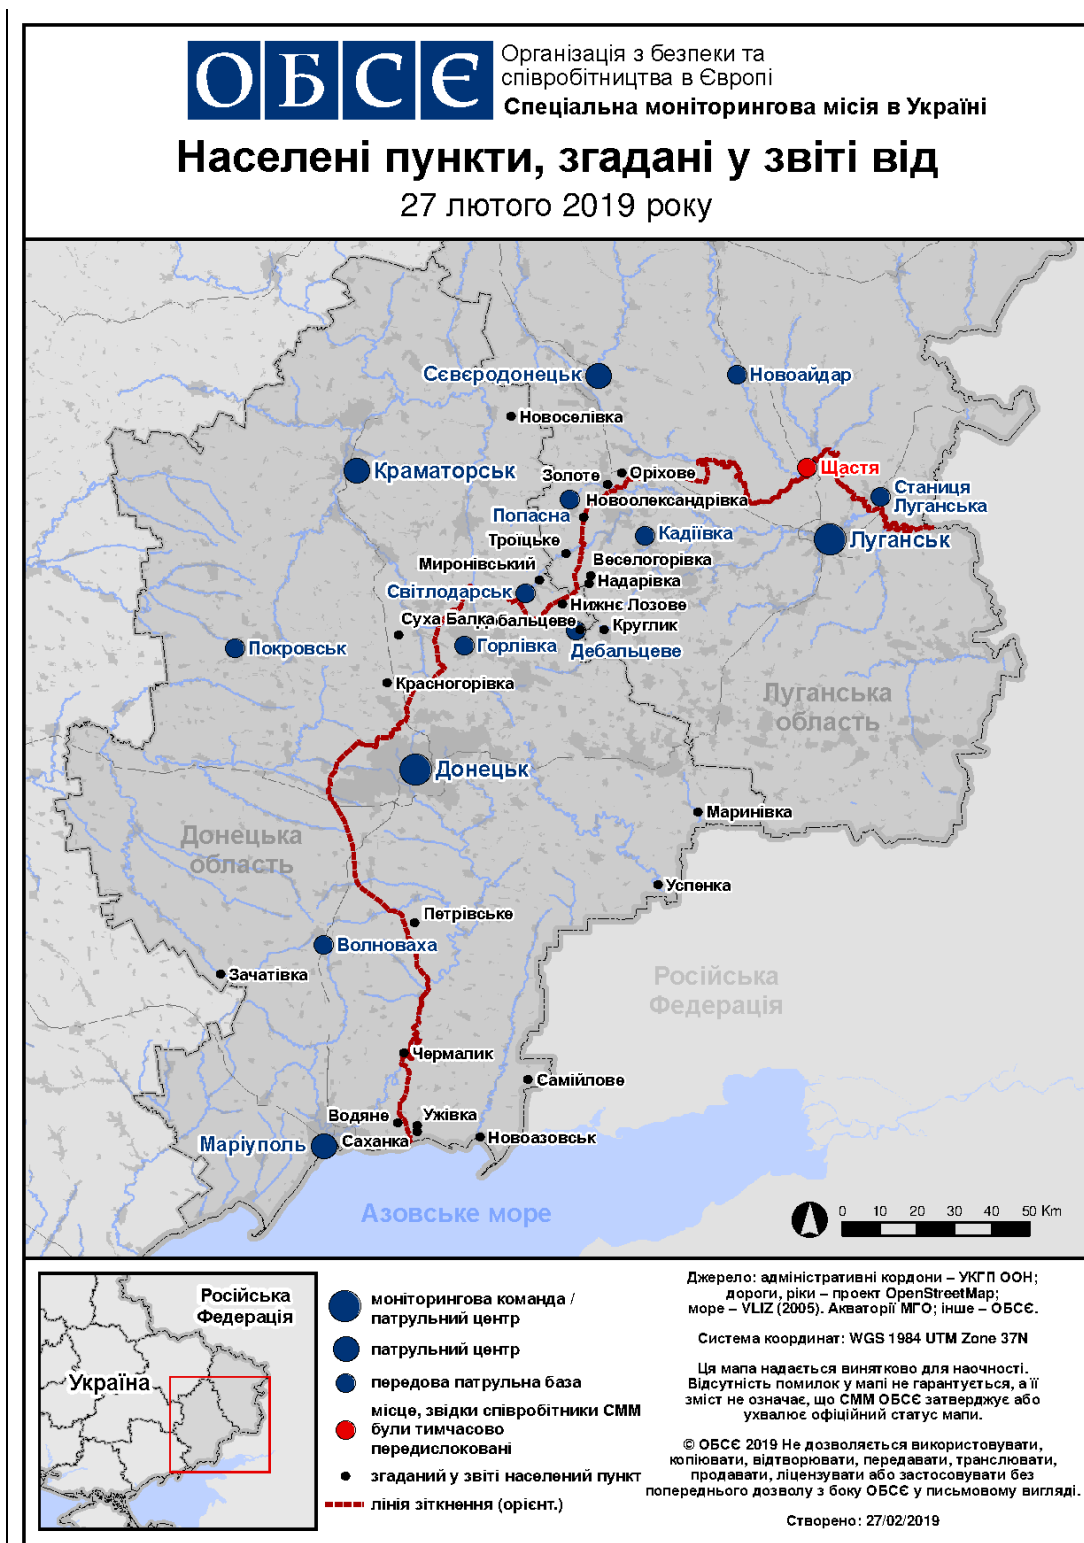 ОБСЄ
Організація з безпеки та
співробітництва в Європі
Спеціальна моніторингова місія в Україні
Населені пункти, згадані у звіті від
27 лютого 2019 року
Сєвєродонецьк
Новоайдар
Новоселівка
Краматорськ
Оріхове
Щастя
Золоте
Станиця
Луганська
Новоолександрівка
Попасна
Кадіївка
Луганськ
Троїцьке
Веселогорівка
Миронівський
Надарівка
Світлодарськ
Нижнє Лозове
Суха Балка
Дебальцеве
Круглик
Покровськ
Горлівка
Дебальцеве
Красногорівка
Луганська
область
Донецьк
Маринівка
Донецька
область
Успенка
Петрівське
Волноваха
Зачатівка
Російська
Федерація
Чермалик
Самійлове
Водяне
Ужівка
Маріуполь
Саханка
Новоазовськ
Азовське море
0 10 20 30 40 50 Km
Російська
Федерація
Україна
моніторингова команда /
патрульний центр
патрульний центр
передова патрульна база
місце, звідки співробітники СММ
були тимчасово
передислоковані
згаданий у звіті населений пункт
лінія зіткнення (орієнт.)
Джерело: адміністративні кордони – УКГП ООН;
дороги, ріки – проект OpenStreetMap;
море – VLIZ (2005). Акваторії МГО; інше – ОБСЄ.
Система координат: WGS 1984 UTM Zone 37N
Ця мапа надається винятково для наочності.
Відсутність помилок у мапі не гарантується, а її
зміст не означає, що СММ ОБСЄ затверджує або
ухвалює офіційний статус мапи.
© ОБСЄ 2019 Не дозволяється використовувати,
копіювати, відтворювати, передавати, транслювати,
продавати, ліцензувати або застосовувати без
попереднього дозволу з боку ОБСЄ у письмовому вигляді.
Створено: 27/02/2019